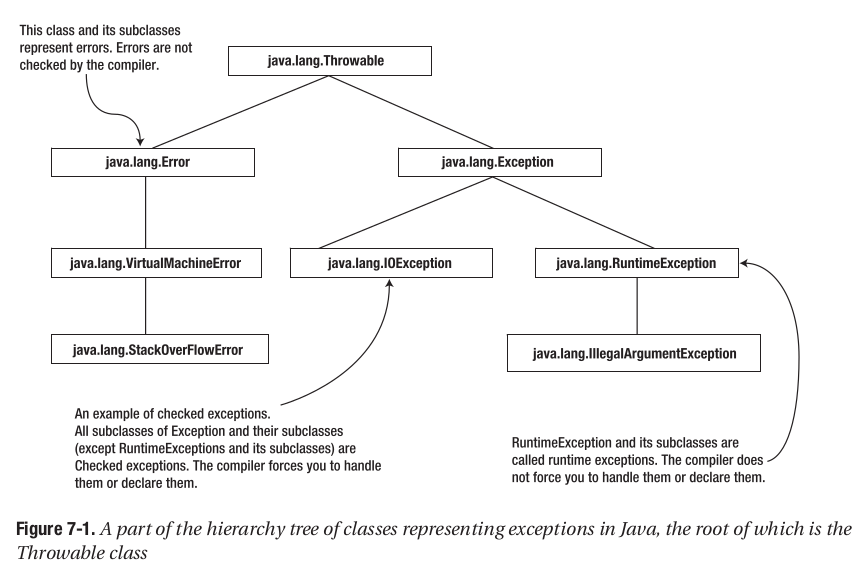 This class and its subclasses
represent errors. Errors are not
checked by the compiler.
java.lang.Throwable
java.lang.Error
java.lang.Exception
java.lang.VirtualMachineError
java.lang.IOException
java.lang.RuntimeException
java.lang.StackOverFlowError
java.lang.IllegalArgumentException
An example of checked exceptions.
All subclasses of Exception and their subclasses
(except RuntimeExceptions and its subclasses) are
Checked exceptions. The compiler forces you to handle
them or declare them.
RuntimeException and its subclasses are
called runtime exceptions. The compiler does
not force you to handle them or declare them.
Figure 7-1. A part of the hierarchy tree of classes representing exceptions in Java, the root of which is the
Throwable class